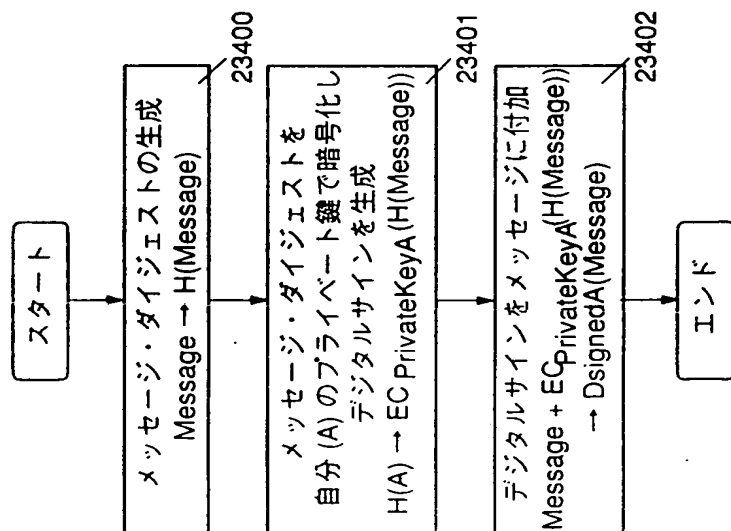 スタート
メッセージ・ダイジェストの生成
Message → H(Message)
23400
メッセージ・ダイジェストを
自分 (A) のプライベート鍵で暗号化し
デジタルサインを生成
H(A) → EC PrivateKeyA (H(Message))
23401
デジタルサインをメッセージに付加
Message + EC PrivateKeyA (H(Message))
→ DsignedA(Message)
23402
エンド